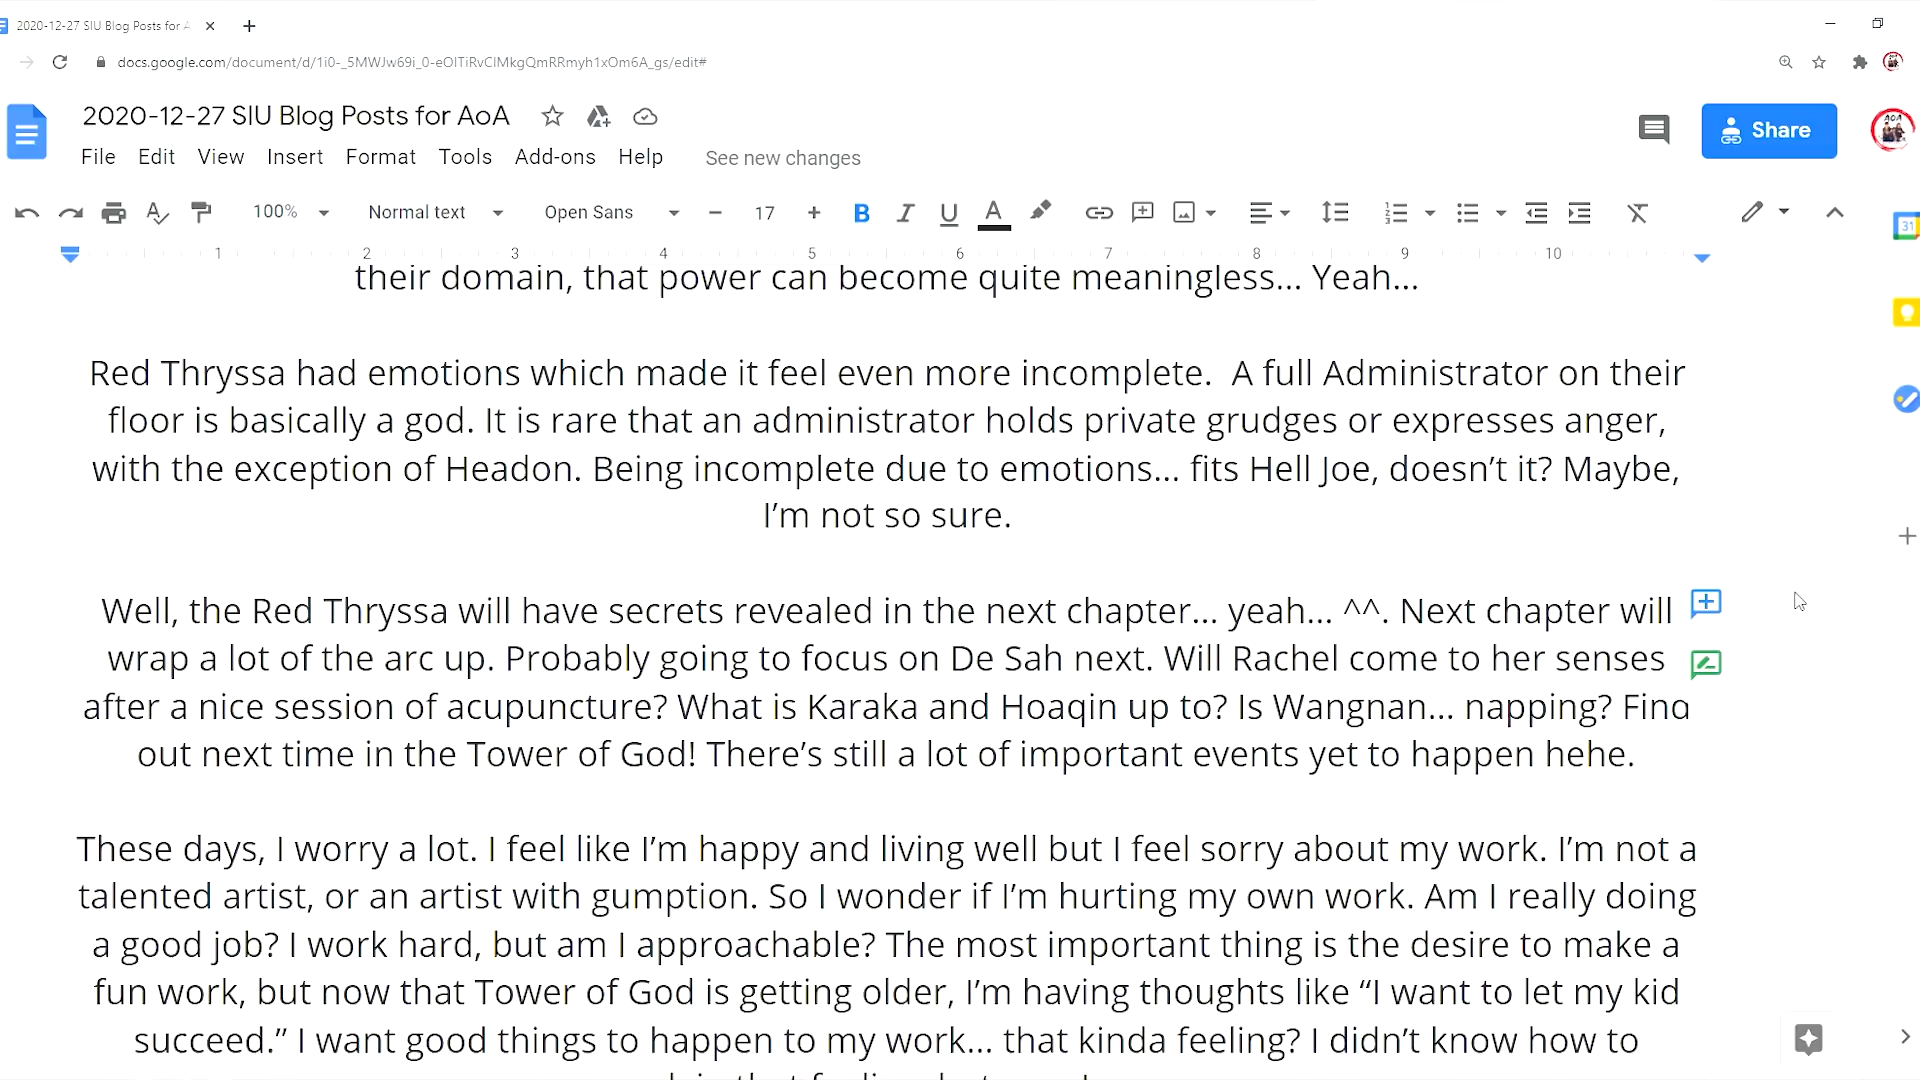 2020-12-27 SIU Blog Posts for A
docs.google.com/document/d/1i0-_5MWJw69i_0-eOITiRvClMkgQmRRmyh1xOm6A_gs/edit#
2020-12-27 SIU Blog Posts for AoA
Share
File Edit View Insert Format Tools Add-ons Help See new changes
100% Normal text Open Sans 17 B I U A
31
1 2 3 4 5 6 7 8 9 10
their domain, that power can become quite meaningless... Yeah...
Red Thryssa had emotions which made it feel even more incomplete.  A full Administrator on their
floor is basically a god. It is rare that an administrator holds private grudges or expresses anger,
with the exception of Headon. Being incomplete due to emotions... fits Hell Joe, doesn’t it? Maybe,
I’m not so sure.
Well, the Red Thryssa will have secrets revealed in the next chapter... yeah... ^^. Next chapter will
wrap a lot of the arc up. Probably going to focus on De Sah next. Will Rachel come to her senses
after a nice session of acupuncture? What is Karaka and Hoaqin up to? Is Wangnan... napping? Find
out next time in the Tower of God! There’s still a lot of important events yet to happen hehe.
These days, I worry a lot. I feel like I’m happy and living well but I feel sorry about my work. I’m not a
talented artist, or an artist with gumption. So I wonder if I’m hurting my own work. Am I really doing
a good job? I work hard, but am I approachable? The most important thing is the desire to make a
fun work, but now that Tower of God is getting older, I’m having thoughts like “I want to let my kid
succeed.” I want good things to happen to my work... that kinda feeling? I didn’t know how to